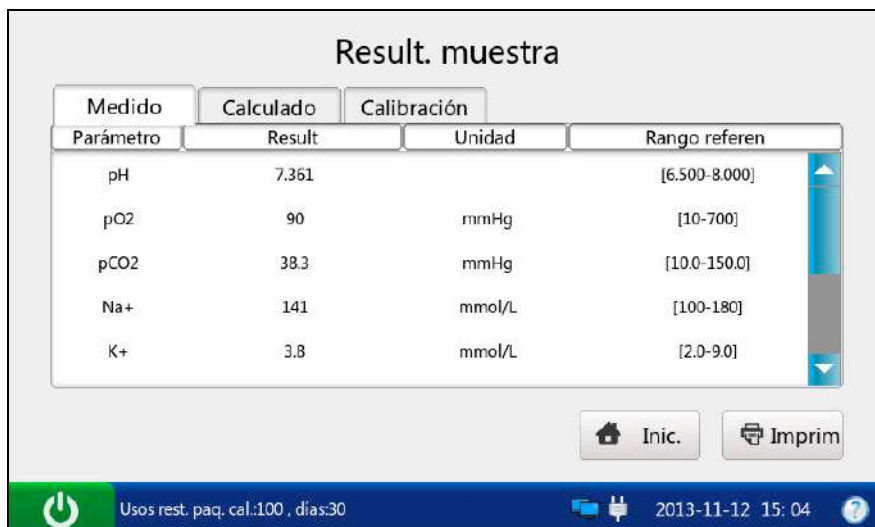 Result. muestra
Medido Calculado Calibración
Parámetro Result Unidad Rango referen
pH 7.361 [6.500-8.000]
pO2 90 mmHg [10-700]
pCO2 38.3 mmHg [10.0-150.0]
Na+ 141 mmol/L [100-180]
K+ 3.8 mmol/L [2.0-9.0]
Inic. Imprim
Usos rest. paq. cal.:100 , días:30 2013-11-12 15: 04 ?